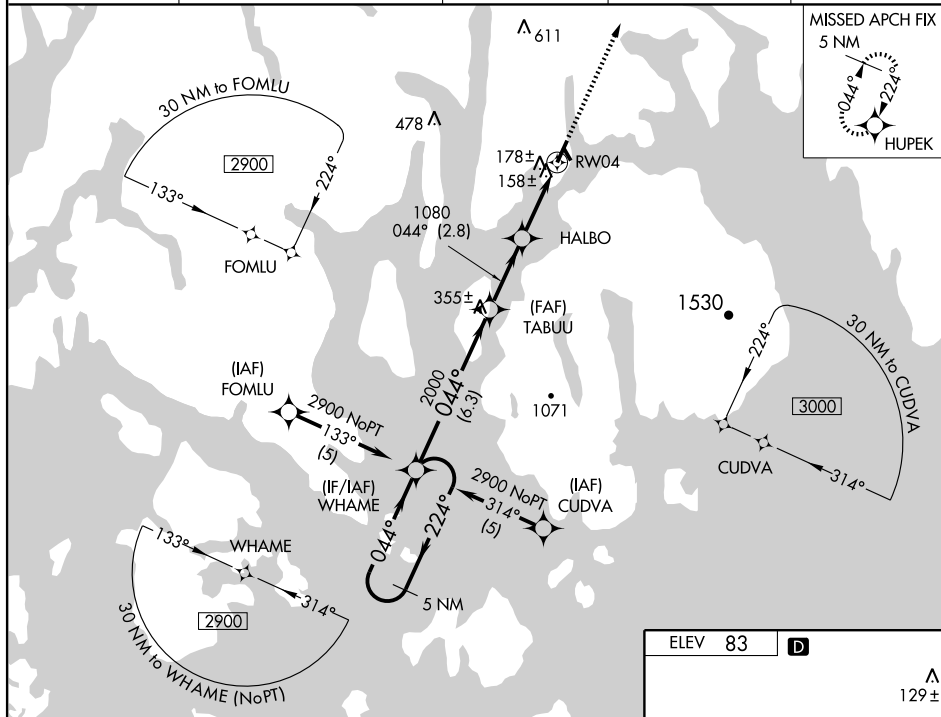 MISSED APCH FIX
5 NM
044°
224°
HUPEK
611
478
30 NM to FOMLU
2900
133°
224°
FOMLU
178±
158±
RW04
1080
044° (2.8)
HALBO
355±
(FAF)
TABUU
1530
2000
044°
(6.3)
1071
(IAF)
FOMLU
2900 NoPT
133°
(5)
(IF/IAF)
WHAME
2900 NoPT
314°
(5)
(IAF)
CUDVA
044°
224°
5 NM
224°
30 NM to CUDVA
3000
CUDVA
314°
133°
WHAME
314°
2900
30 NM to WHAME (NoPT)
ELEV 83
D
129±